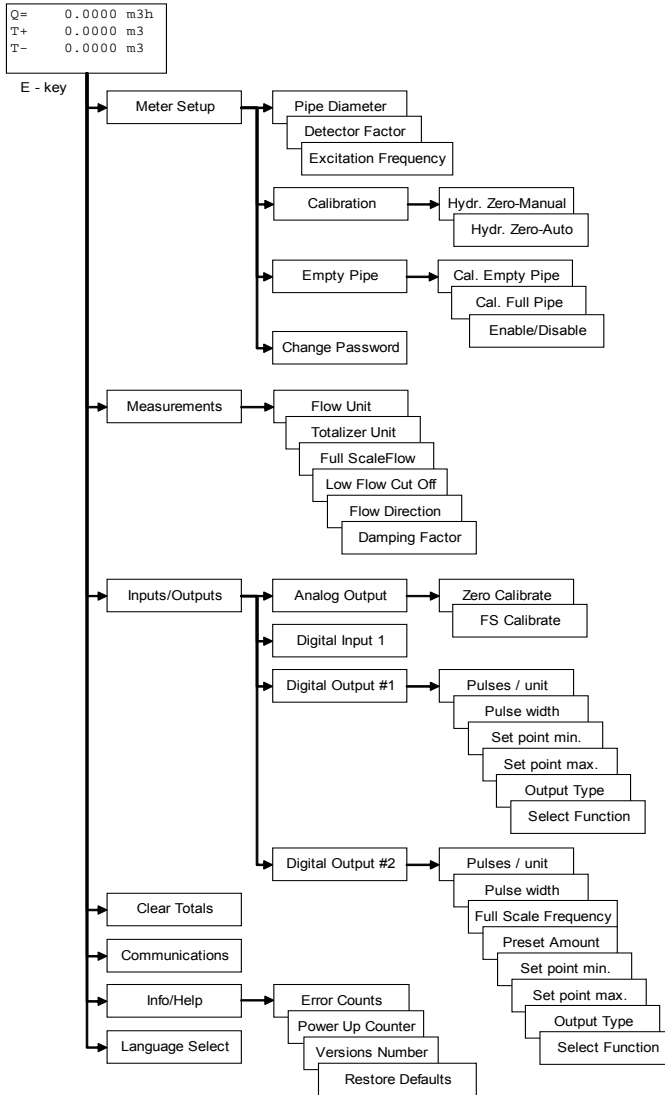 Q= 0.0000 m3h
T+ 0.0000 m3
T- 0.0000 m3
E - key
Meter Setup
Pipe Diameter
Detector Factor
Excitation Frequency
Calibration
Hydr. Zero-Manual
Hydr. Zero-Auto
Empty Pipe
Cal. Empty Pipe
Cal. Full Pipe
Enable/Disable
Change Password
Measurements
Flow Unit
Totalizer Unit
Full ScaleFlow
Low Flow Cut Off
Flow Direction
Damping Factor
Inputs/Outputs
Analog Output
Zero Calibrate
FS Calibrate
Digital Input 1
Digital Output #1
Pulses / unit
Pulse width
Set point min.
Set point max.
Output Type
Select Function
Digital Output #2
Pulses / unit
Pulse width
Full Scale Frequency
Preset Amount
Set point min.
Set point max.
Output Type
Select Function
Clear Totals
Communications
Info/Help
Error Counts
Power Up Counter
Versions Number
Restore Defaults
Language Select